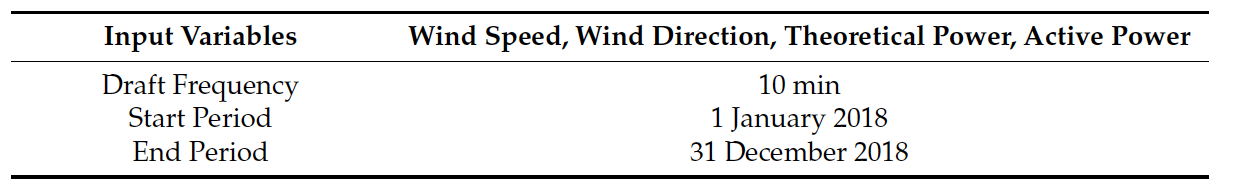 Input Variables Wind Speed, Wind Direction, Theoretical Power, Active Power
Draft Frequency 10 min
Start Period 1 January 2018
End Period 31 December 2018